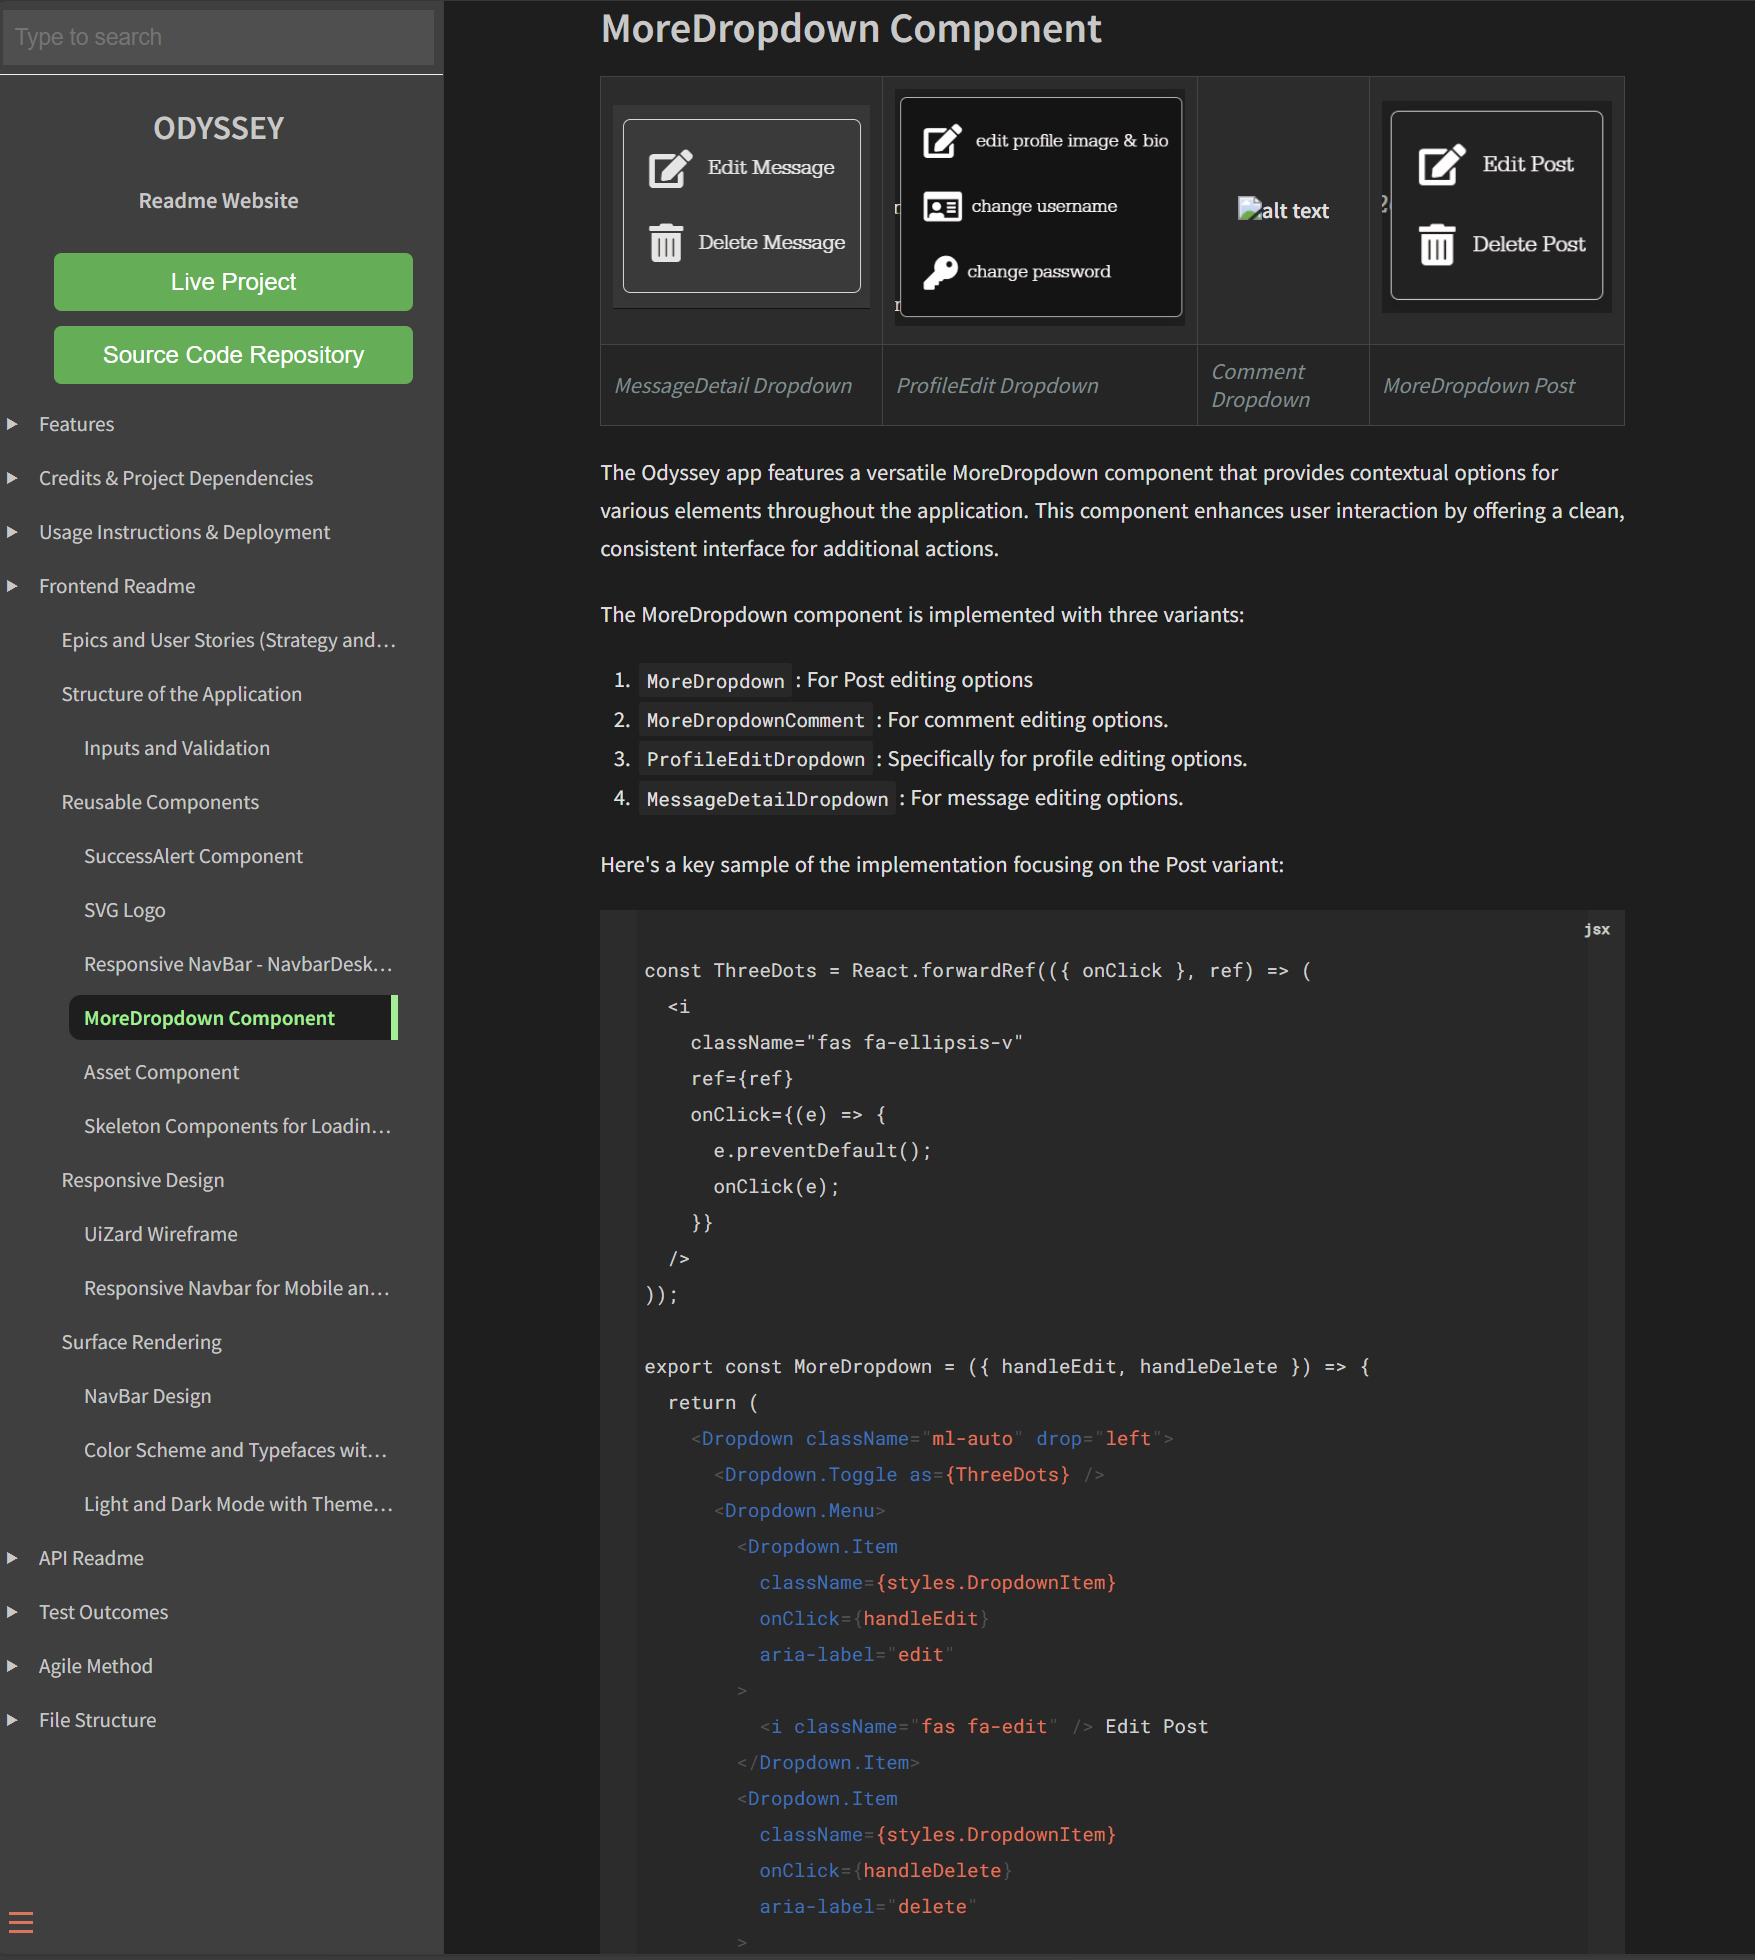 Type to search
ODYSSEY
Readme Website
Live Project
Source Code Repository
Features
Credits & Project Dependencies
Usage Instructions & Deployment
Frontend Readme
Epics and User Stories (Strategy and…
Structure of the Application
Inputs and Validation
Reusable Components
SuccessAlert Component
SVG Logo
Responsive NavBar - NavbarDesk…
MoreDropdown Component
Asset Component
Skeleton Components for Loadin…
Responsive Design
UiZard Wireframe
Responsive Navbar for Mobile an…
Surface Rendering
NavBar Design
Color Scheme and Typefaces wit…
Light and Dark Mode with Theme…
API Readme
Test Outcomes
Agile Method
File Structure
MoreDropdown Component
Edit Message
Delete Message
edit profile image & bio
change username
change password
alt text
Edit Post
Delete Post
MessageDetail Dropdown
ProfileEdit Dropdown
Comment
Dropdown
MoreDropdown Post
The Odyssey app features a versatile MoreDropdown component that provides contextual options for
various elements throughout the application. This component enhances user interaction by offering a clean,
consistent interface for additional actions.
The MoreDropdown component is implemented with three variants:
1. MoreDropdown : For Post editing options
2. MoreDropdownComment : For comment editing options.
3. ProfileEditDropdown : Specifically for profile editing options.
4. MessageDetailDropdown : For message editing options.
Here's a key sample of the implementation focusing on the Post variant:
jsx
const ThreeDots = React.forwardRef(({ onClick }, ref) => (
<i
className="fas fa-ellipsis-v"
ref={ref}
onClick={(e) => {
e.preventDefault();
onClick(e);
}}
/>
));
export const MoreDropdown = ({ handleEdit, handleDelete }) => {
return (
<Dropdown className="ml-auto" drop="left">
<Dropdown.Toggle as={ThreeDots} />
<Dropdown.Menu>
<Dropdown.Item
className={styles.DropdownItem}
onClick={handleEdit}
aria-label="edit"
>
<i className="fas fa-edit" /> Edit Post
</Dropdown.Item>
<Dropdown.Item
className={styles.DropdownItem}
onClick={handleDelete}
aria-label="delete"
>